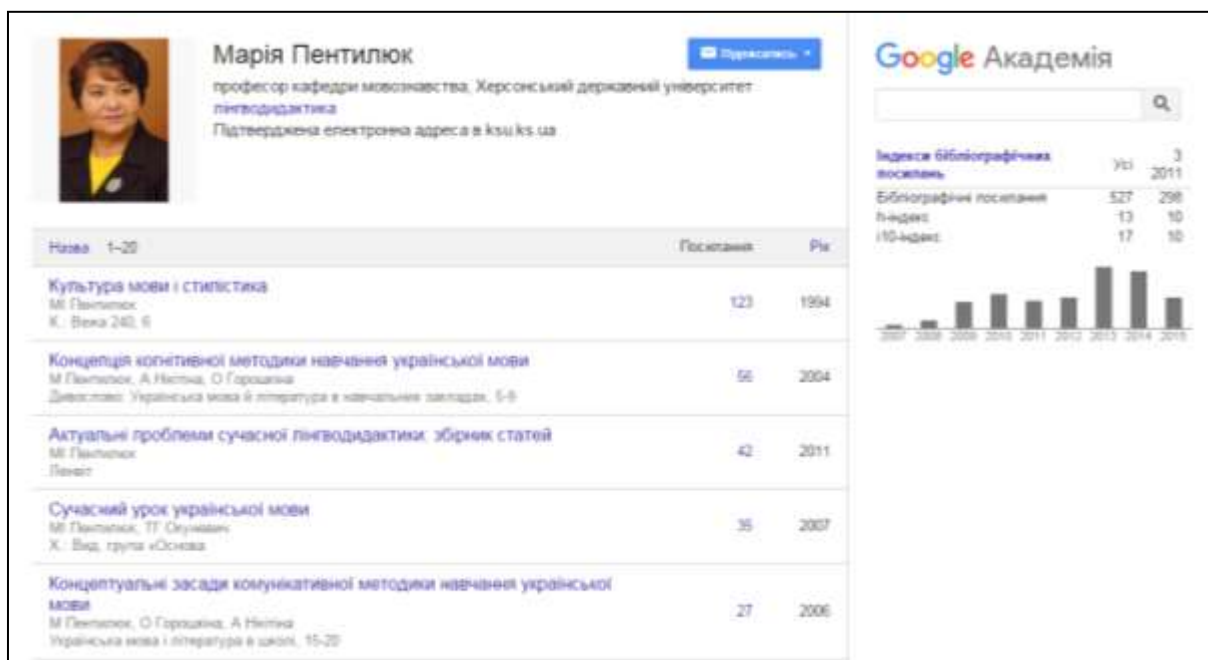 Марія Пентилюк
Підписатись
професор кафедри мовознавства, Херсонський державний університет
лінгводидактика
Підтверджена електронна адреса в ksu.ks.ua
Назва 1–20 Посилання Рік
Культура мови і стилістика 123 1994
МІ Пентилюк
К.: Вежа 240, 6
Концепція когнітивної методики навчання української мови 56 2004
М Пентилюк, А Нікітіна, О Горошкіна
Дивослово: Українська мова й література в навчальних закладах, 5-9
Актуальні проблеми сучасної лінгводидактики: збірник статей 42 2011
МІ Пентилюк
Ленвіт
Сучасний урок української мови 35 2007
МІ Пентилюк, ТГ Окуневич
Х.: Вид. група «Основа
Концептуальні засади комунікативної методики навчання української
мови 27 2006
М Пентилюк, О Горошкіна, А Нікітіна
Українська мова і література в школі, 15-20
Google Академія
Індекси бібліографічних Усі З
посилань 2011
Бібліографічні посилання 527 298
h-індекс 13 10
i10-індекс 17 10
2007 2008 2009 2010 2011 2012 2013 2014 2015